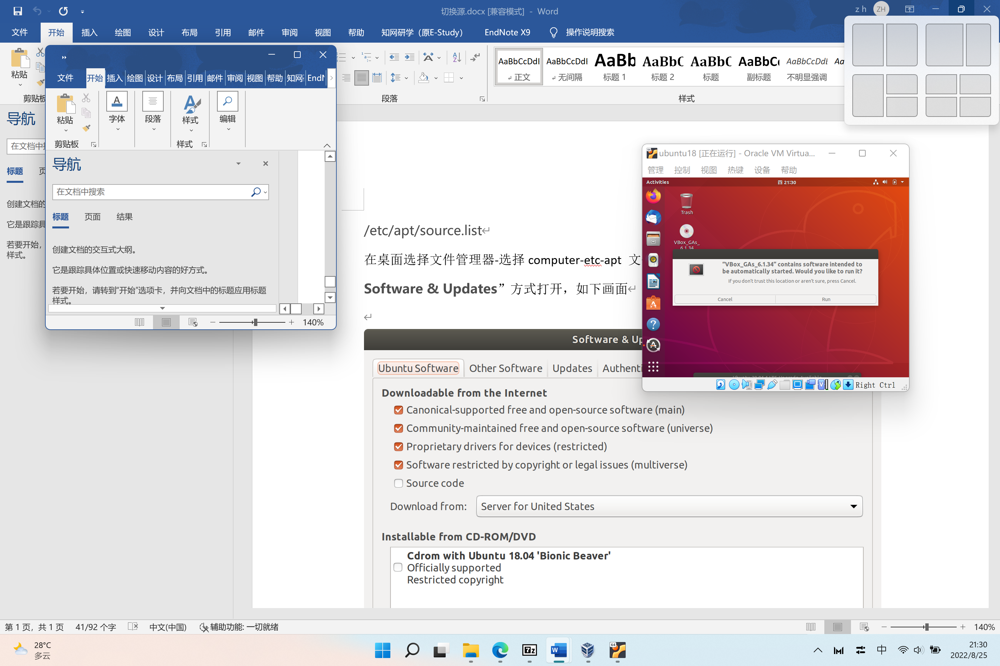 切换源.docx [兼容模式] - Word
z h ZH
文件 开始 插入 绘图 设计 布局 引用 邮件 审阅 视图 帮助 知网研学（原E-Study） EndNote X9 操作说明搜索
粘贴
剪贴板
段落
AaBbCcDdI AaBbCcDdI AaBb AaBbC AaBbC AaBbC AaBbCcDdI Aa
正文 无间隔 标题 1 标题 2 标题 副标题 不明显强调
样式
导航
在文档中
标题 页
创建文档的
它是跟踪具
若要开始，
样式。
文件 开始 插入 绘图 设计 布局 引用 邮件 审阅 视图 帮助 知网 EndN
粘贴 字体 段落 样式 编辑
剪贴板 样式
导航
在文档中搜索
标题 页面 结果
创建文档的交互式大纲。
它是跟踪具体位置或快速移动内容的好方式。
若要开始，请转到“开始”选项卡，并向文档中的标题应用标题
样式。
140%
/etc/apt/source.list
在桌面选择文件管理器-选择 computer-etc-apt 文
Software & Updates” 方式打开，如下画面
Software & Up
Ubuntu Software Other Software Updates Authenti
Downloadable from the Internet
Canonical-supported free and open-source software (main)
Community-maintained free and open-source software (universe)
Proprietary drivers for devices (restricted)
Software restricted by copyright or legal issues (multiverse)
Source code
Download from: Server for United States
Installable from CD-ROM/DVD
Cdrom with Ubuntu 18.04 'Bionic Beaver'
Officially supported
Restricted copyright
ubuntu18 [正在运行] - Oracle VM Virtua...
管理 控制 视图 热键 设备 帮助
Activities 四 21:30
Trash
VBox_GAs_
6.1.34
“VBox_GAs_6.1.34” contains software intended to
be automatically started. Would you like to run it?
If you don’t trust this location or aren’t sure, press Cancel.
Cancel Run
Right Ctrl
第 1 页，共 1 页 41/92 个字 中文(中国) 辅助功能: 一切就绪 140%
28°C
多云
7z
64
中
21:30
2022/8/25